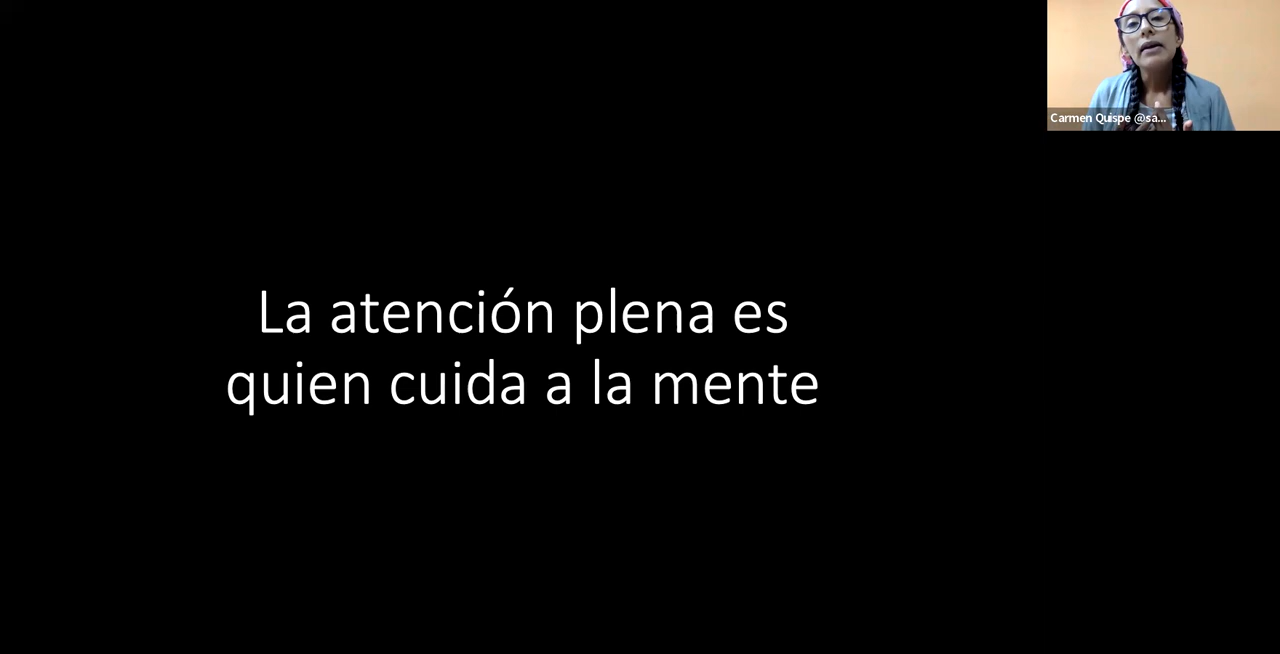 Carmen Quispe @sa...
La atención plena es
quien cuida a la mente